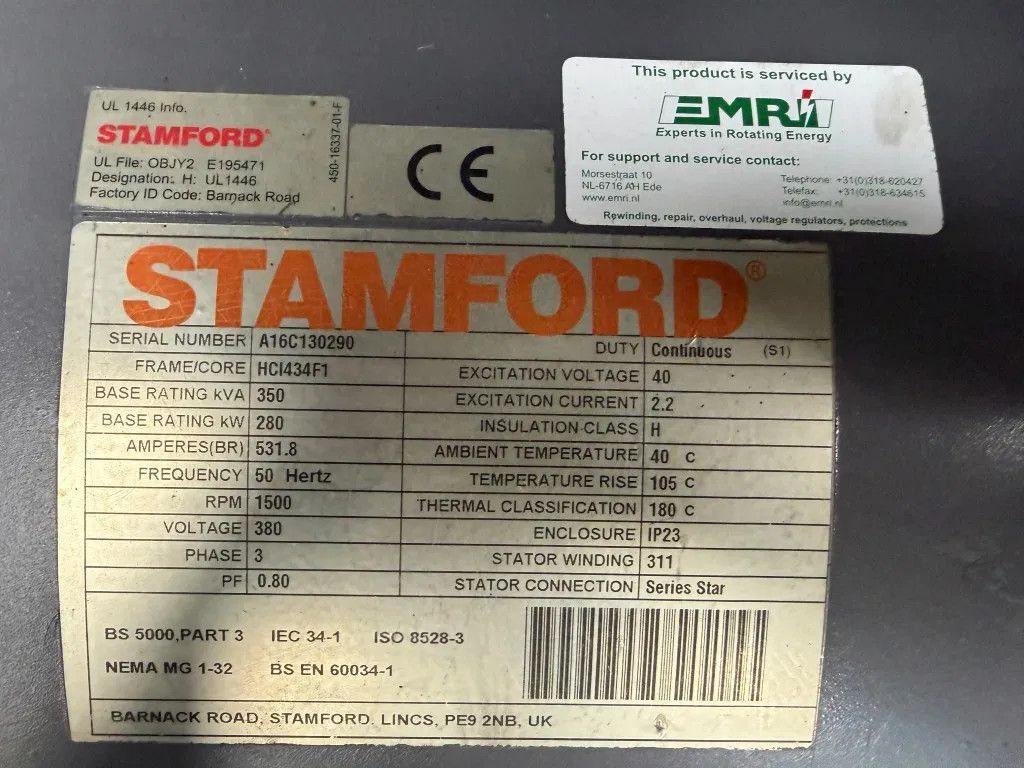 UL 1446 Info.
STAMFORD®
UL File: OBJY2 E195471
Designation: H: UL1446
Factory ID Code: Barnack Road
450-16337-01-F
CE
This product is serviced by
EMRI
Experts in Rotating Energy
For support and service contact:
Morsestraat 10
NL-6716 AH Ede
www.emri.nl
Telephone: +31(0)318-620427
Telefax: +31(0)318-634615
info@emri.nl
Rewinding, repair, overhaul, voltage regulators, protections
STAMFORD®
SERIAL NUMBER A16C130290 DUTY Continuous (S1)
FRAME/CORE HCI434F1 EXCITATION VOLTAGE 40
BASE RATING kVA 350 EXCITATION CURRENT 2.2
BASE RATING kW 280 INSULATION CLASS H
AMPERES(BR) 531.8 AMBIENT TEMPERATURE 40 C
FREQUENCY 50 Hertz TEMPERATURE RISE 105 C
RPM 1500 THERMAL CLASSIFICATION 180 C
VOLTAGE 380 ENCLOSURE IP23
PHASE 3 STATOR WINDING 311
PF 0.80 STATOR CONNECTION Series Star
BS 5000,PART 3 IEC 34-1 ISO 8528-3
NEMA MG 1-32 BS EN 60034-1
BARNACK ROAD, STAMFORD. LINCS, PE9 2NB, UK